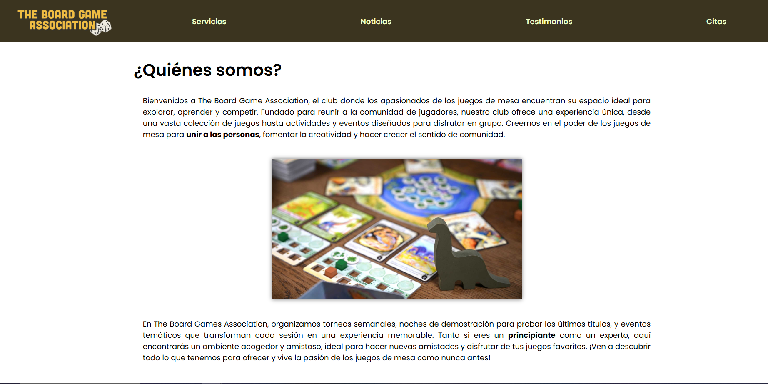 THE BOARD GAME
ASSOCIATION
Servicios
Noticias
Testimonios
Citas
¿Quiénes somos?
Bienvenidos a The Board Game Association, el club donde los apasionados de los juegos de mesa encuentran su espacio ideal para
explorar, aprender y competir. Fundado para reunir a la comunidad de jugadores, nuestro club ofrece una experiencia única, desde
una vasta colección de juegos hasta actividades y eventos diseñados para disfrutar en grupo. Creemos en el poder de los juegos de
mesa para unir a las personas, fomentar la creatividad y hacer crecer el sentido de comunidad.
En The Board Games Association, organizamos torneos semanales, noches de demostración para probar los últimos títulos, y eventos
temáticos que transforman cada sesión en una experiencia memorable. Tanto si eres un principiante como un experto, aquí
encontrarás un ambiente acogedor y amistoso, ideal para hacer nuevas amistades y disfrutar de tus juegos favoritos. ¡Ven a descubrir
todo lo que tenemos para ofrecer y vive la pasión de los juegos de mesa como nunca antes!